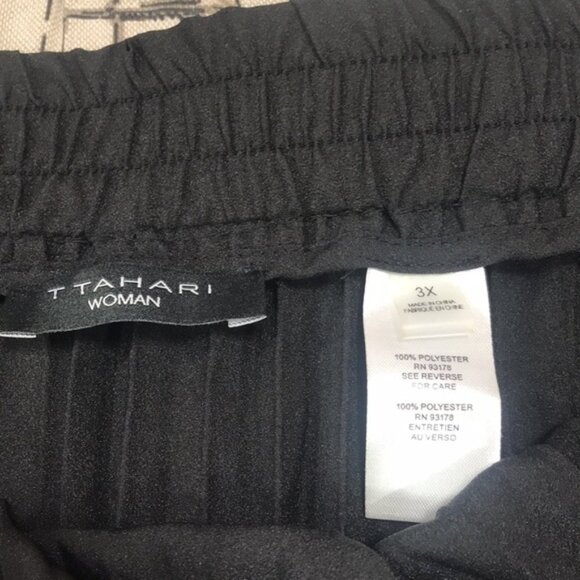 T TAHARI
WOMAN
3X
MADE IN CHINA
FABRIQUÉ EN CHINE
100% POLYESTER
RN 93178
SEE REVERSE
FOR CARE
100% POLYESTER
RN 93178
ENTRETIEN
AU VERSO